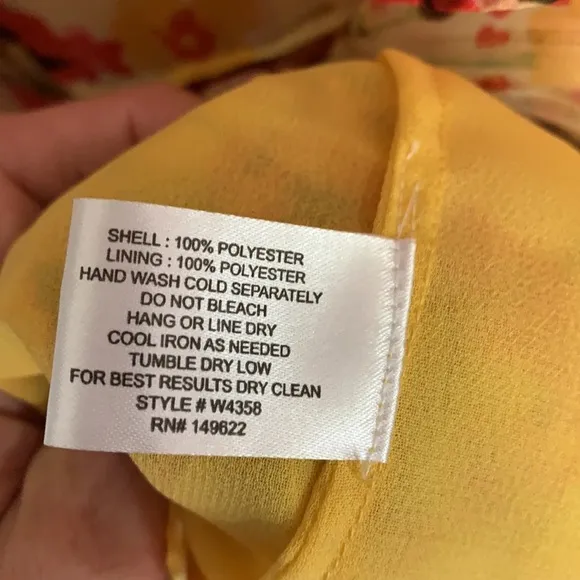 SHELL : 100% POLYESTER
LINING : 100% POLYESTER
HAND WASH COLD SEPARATELY
DO NOT BLEACH
HANG OR LINE DRY
COOL IRON AS NEEDED
TUMBLE DRY LOW
FOR BEST RESULTS DRY CLEAN
STYLE # W4358
RN# 149622